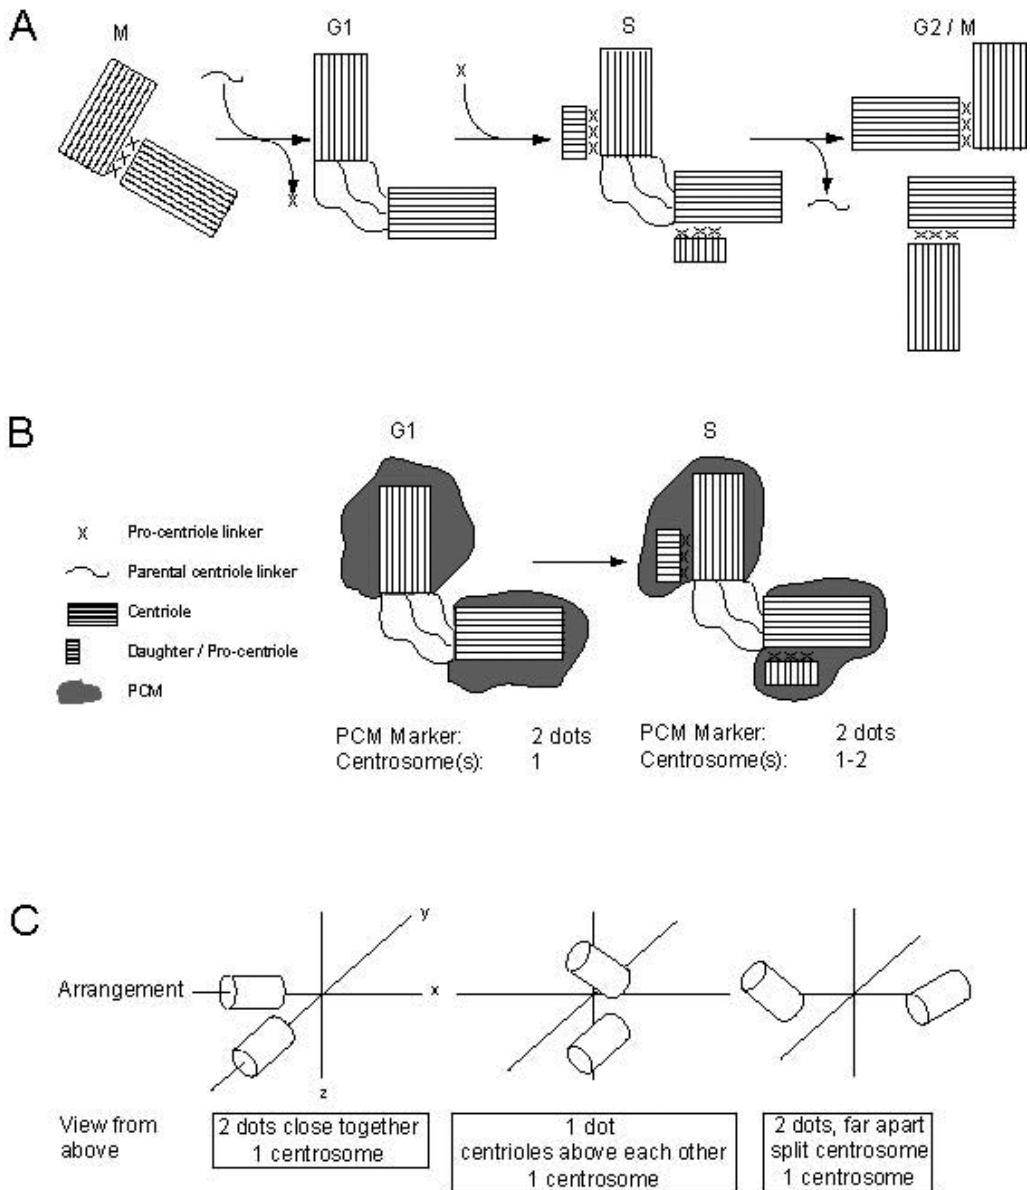 A
M
G1
S
G2 / M
X
X
B
G1
S
X Pro-centriole linker
Parental centriole linker
Centriole
Daughter / Pro-centriole
PCM
PCM Marker: 2 dots
Centrosome(s): 1
PCM Marker: 2 dots
Centrosome(s): 1-2
C
y
Arrangement
x
z
View from
above
2 dots close together
1 centrosome
1 dot
centrioles above each other
1 centrosome
2 dots, far apart
split centrosome
1 centrosome